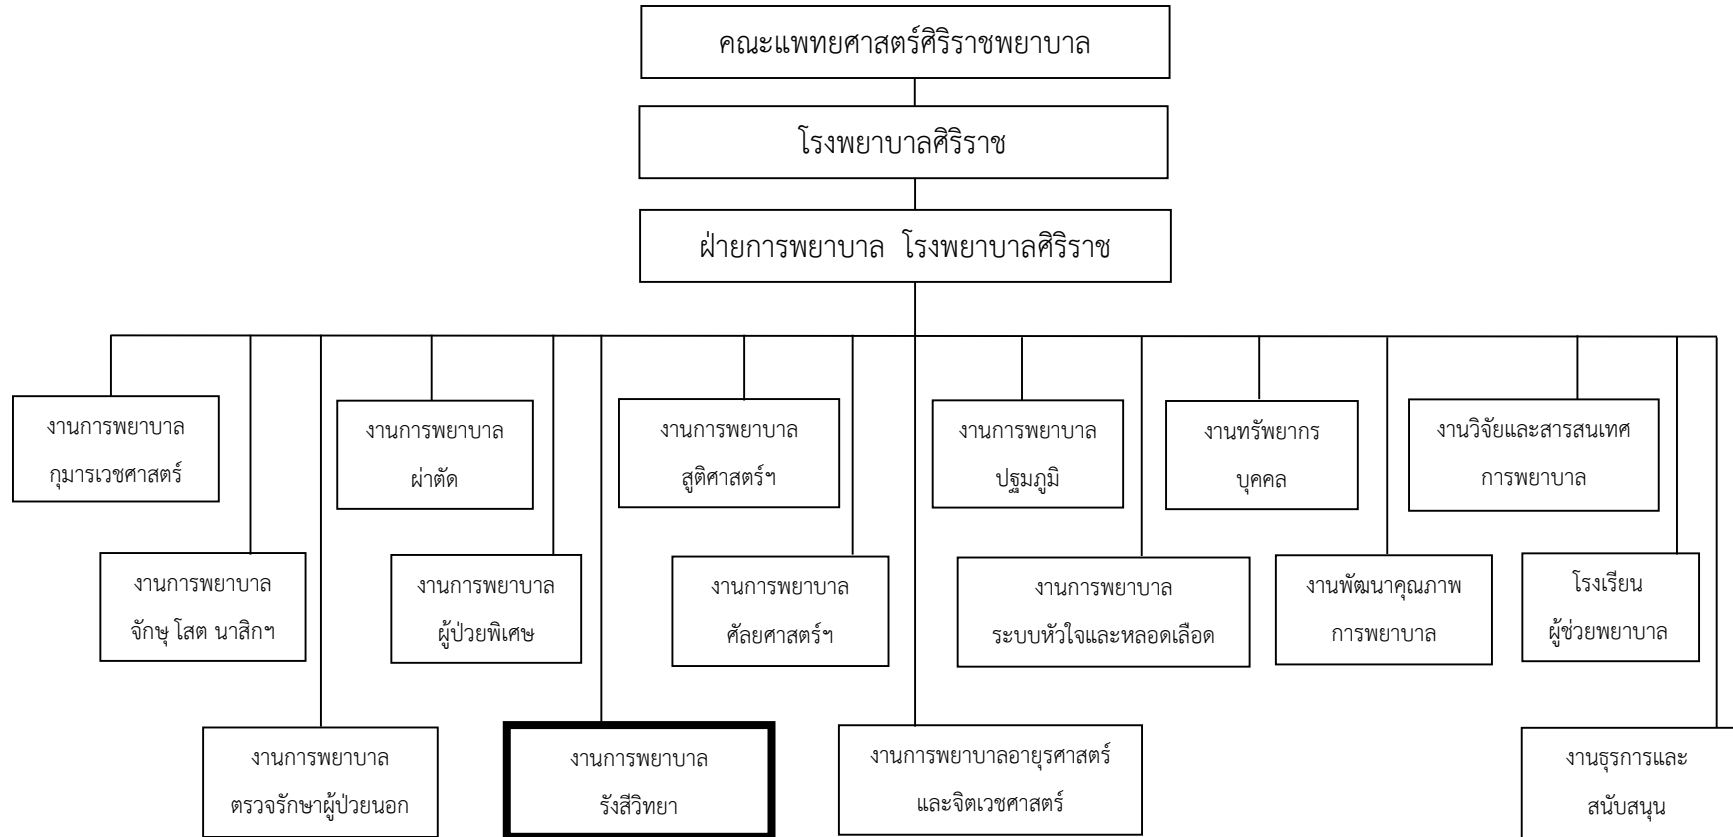 คณะแพทยศาสตร์ศิริราชพยาบาล
โรงพยาบาลศิริราช
ฝ่ายการพยาบาล โรงพยาบาลศิริราช
งานการพยาบาล
กุมารเวชศาสตร์
งานการพยาบาล
ผ่าตัด
งานการพยาบาล
สูติศาสตร์ฯ
งานการพยาบาล
ปฐมภูมิ
งานทรัพยากร
บุคคล
งานวิจัยและสารสนเทศ
การพยาบาล
งานการพยาบาล
จักษุ โสต นาสิกฯ
งานการพยาบาล
ผู้ป่วยพิเศษ
งานการพยาบาล
ศัลยศาสตร์ฯ
งานการพยาบาล
ระบบหัวใจและหลอดเลือด
งานพัฒนาคุณภาพ
การพยาบาล
โรงเรียน
ผู้ช่วยพยาบาล
งานการพยาบาล
ตรวจรักษาผู้ป่วยนอก
งานการพยาบาล
รังสีวิทยา
งานการพยาบาลอายุรศาสตร์
และจิตเวชศาสตร์
งานธุรการและ
สนับสนุน